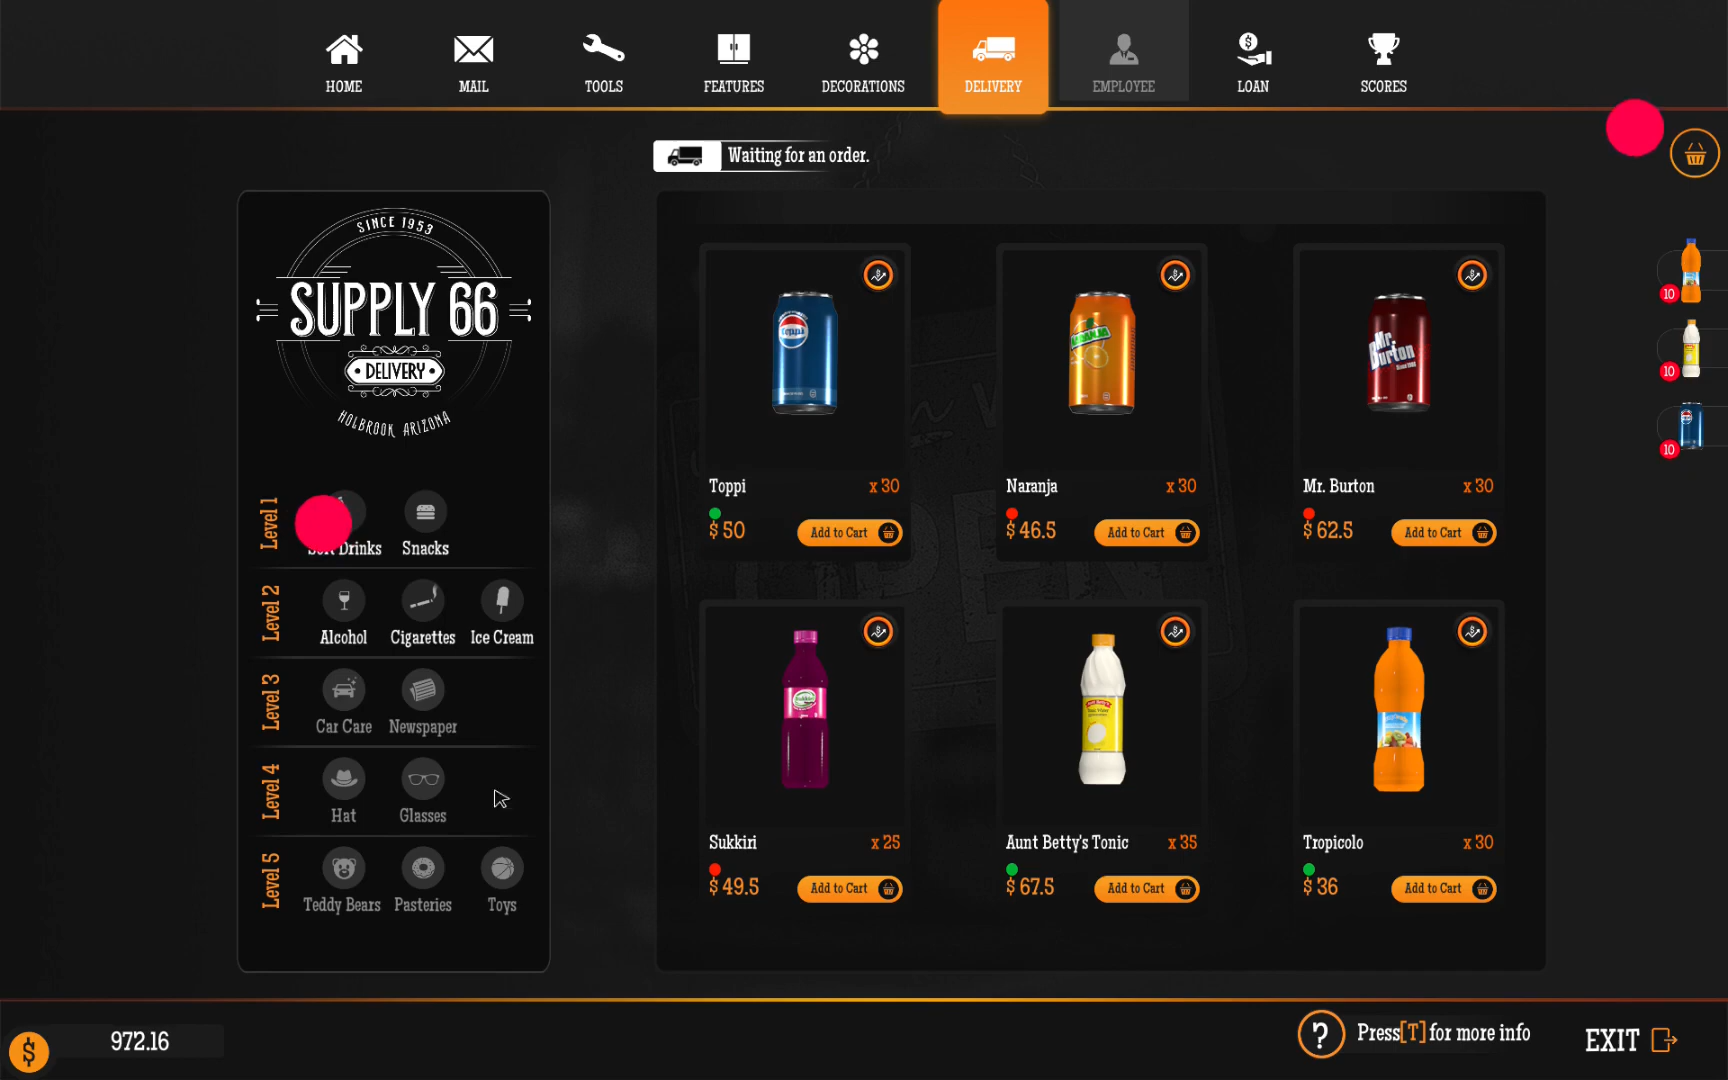 HOME
MAIL
TOOLS
FEATURES
DECORATIONS
DELIVERY
EMPLOYEE
LOAN
SCORES
Waiting for an order.
SINCE 1953
SUPPLY 66
DELIVERY
HOLBROOK ARIZONA
Level 1
Drinks
Snacks
Level 2
Alcohol
Cigarettes
Ice Cream
Level 3
Car Care
Newspaper
Level 4
Hat
Glasses
Level 5
Teddy Bears
Pasteries
Toys
Toppi
x 30
$ 50
Add to Cart
NARANJA
Naranja
x 30
$ 46.5
Add to Cart
Mr. Burton
Mr. Burton
x 30
$ 62.5
Add to Cart
Sukkiri
Sukkiri
x 25
$ 49.5
Add to Cart
Aunt Betty's Tonic
x 35
$ 67.5
Add to Cart
Tropicolo
x 30
$ 36
Add to Cart
10
10
10
$ 972.16
? Press[T] for more info
EXIT